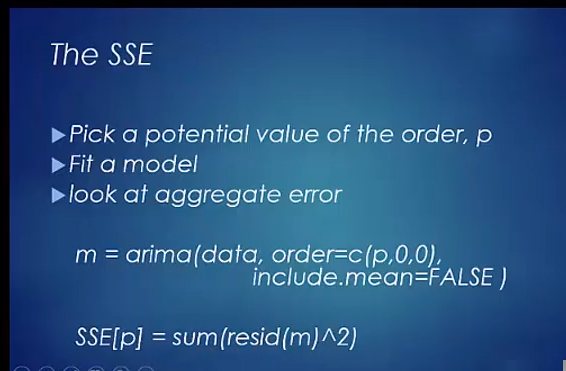 The SSE
Pick a potential value of the order, p
Fit a model
look at aggregate error
m = arima(data, order=c(p,0,0),
include.mean=FALSE )
SSE[p] = sum(resid(m)^2)